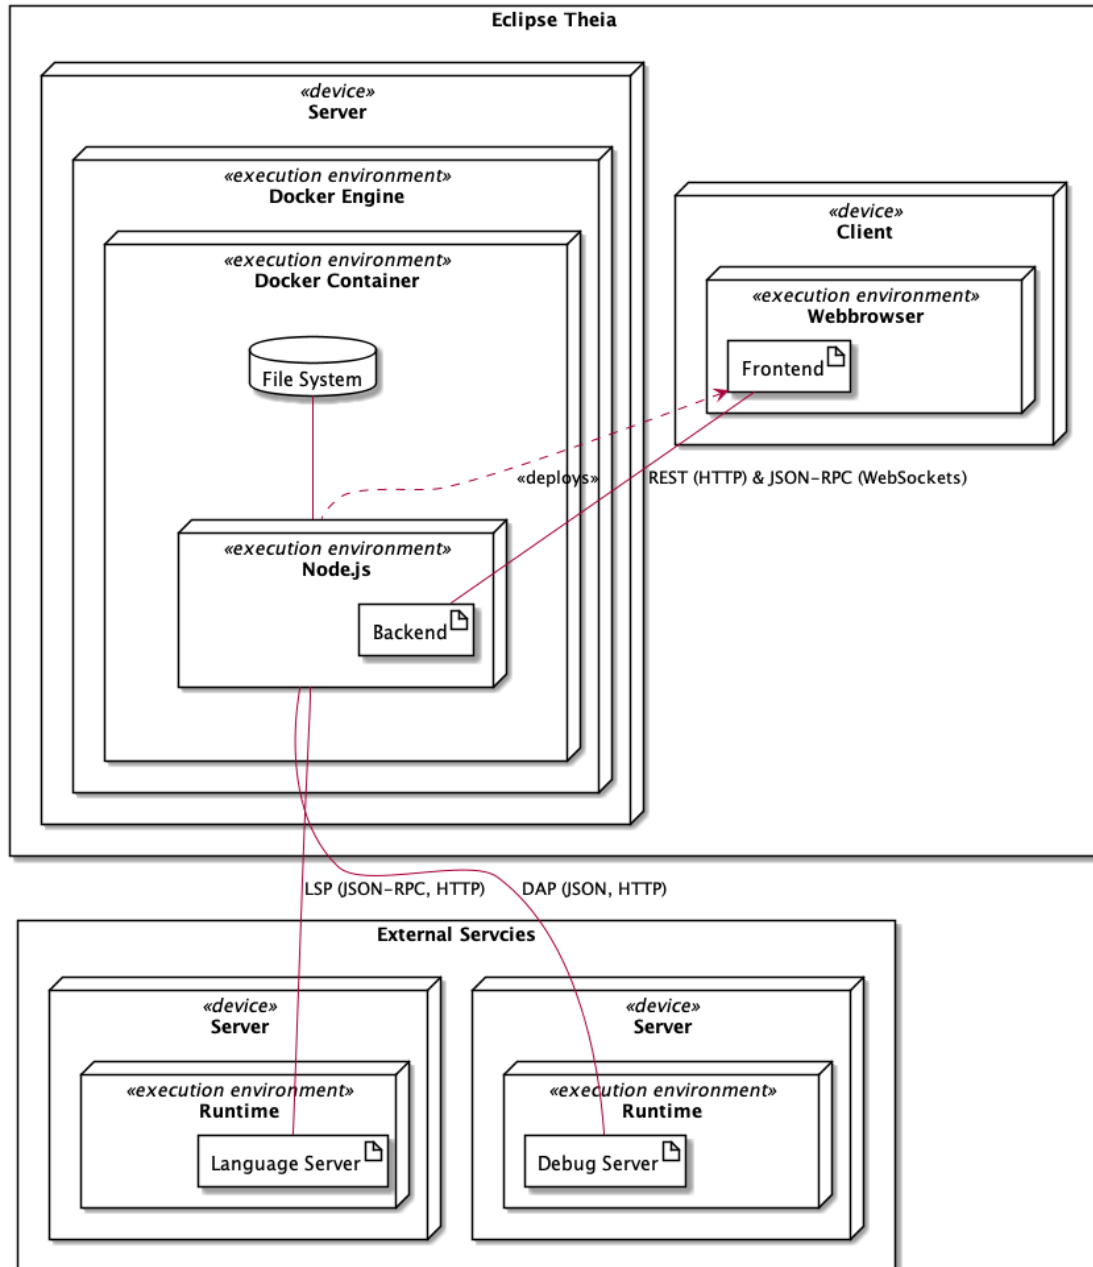 Eclipse Theia
«device»
Server
«execution environment»
Docker Engine
«execution environment»
Docker Container
File System
«device»
Client
«execution environment»
Webbrowser
Frontend
«deploys»
REST (HTTP) & JSON-RPC (WebSockets)
«execution environment»
Node.js
Backend
LSP (JSON-RPC, HTTP)
DAP (JSON, HTTP)
External Servcies
«device»
Server
«execution environment»
Runtime
Language Server
«device»
Server
«execution environment»
Runtime
Debug Server